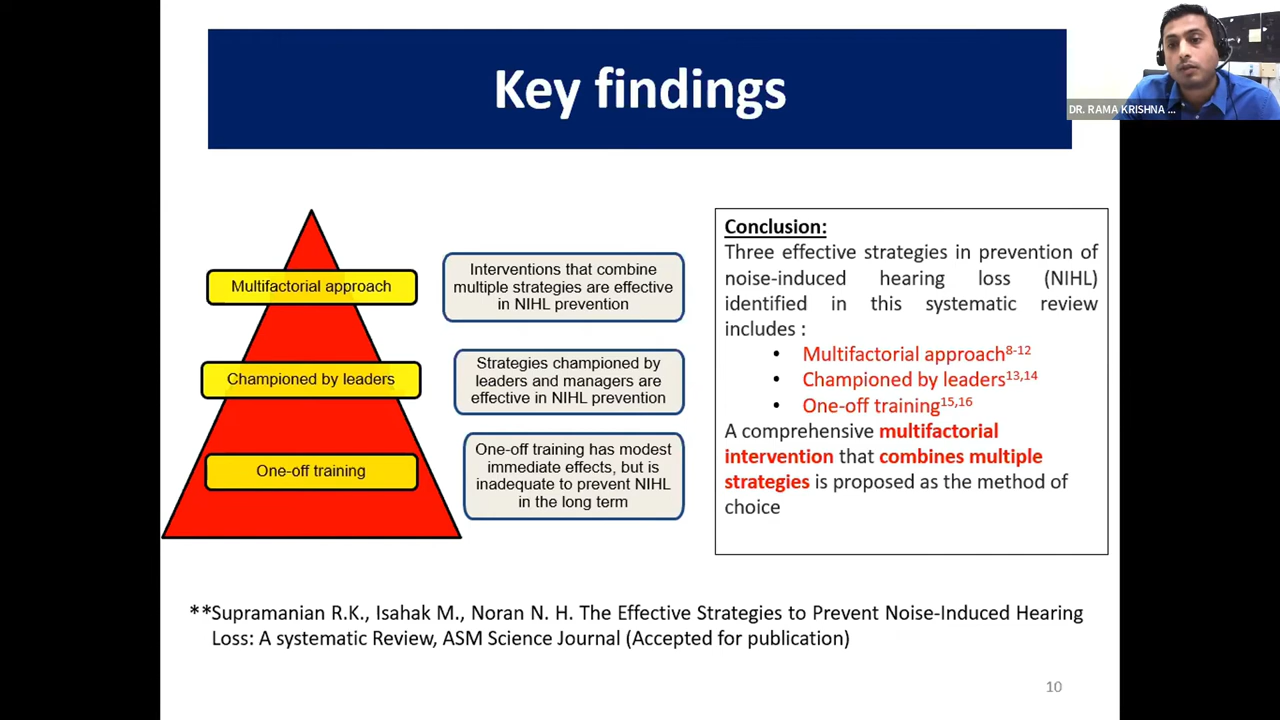 Key findings
DR. RAMA KRISHNA ...
Multifactorial approach
Interventions that combine
multiple strategies are effective
in NIHL prevention
Championed by leaders
Strategies championed by
leaders and managers are
effective in NIHL prevention
One-off training
One-off training has modest
immediate effects, but is
inadequate to prevent NIHL
in the long term
Conclusion:
Three effective strategies in prevention of
noise-induced hearing loss (NIHL)
identified in this systematic review
includes :
• Multifactorial approach8-12
• Championed by leaders13,14
• One-off training15,16
A comprehensive multifactorial
intervention that combines multiple
strategies is proposed as the method of
choice
**Supramanian R.K., Isahak M., Noran N. H. The Effective Strategies to Prevent Noise-Induced Hearing
Loss: A systematic Review, ASM Science Journal (Accepted for publication)
10